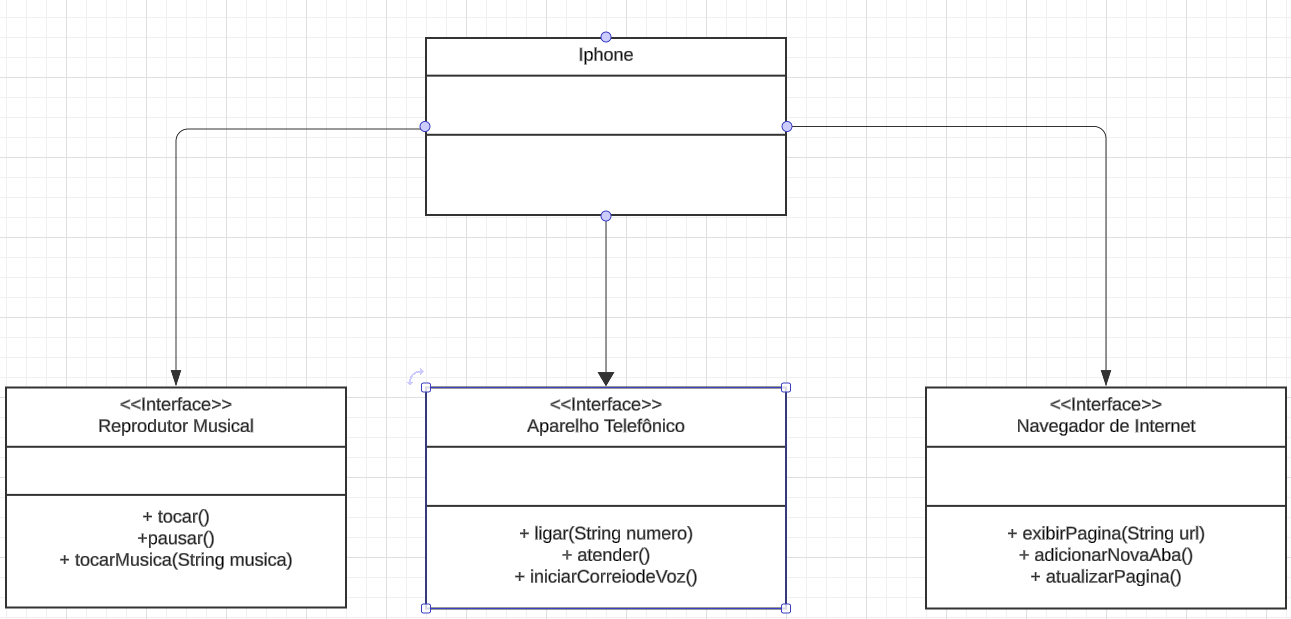 Iphone
<<Interface>>
Reprodutor Musical
+ tocar()
+pausar()
+ tocarMusica(String musica)
<<Interface>>
Aparelho Telefônico
+ ligar(String numero)
+ atender()
+ iniciarCorreiodeVoz()
<<Interface>>
Navegador de Internet
+ exibirPagina(String url)
+ adicionarNovaAba()
+ atualizarPagina()